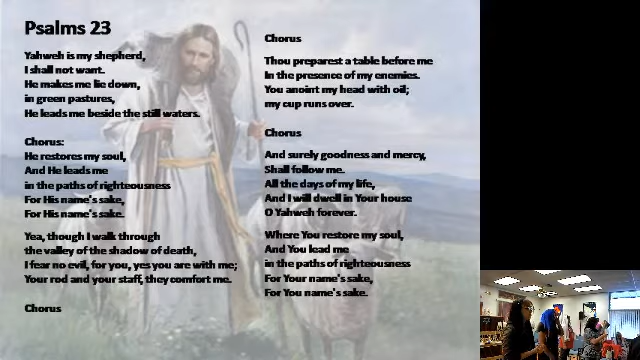 Psalms 23
Yahweh is my shepherd,
I shall not want.
He makes me lie down,
in green pastures,
He leads me beside the still waters.
Chorus:
He restores my soul,
And He leads me
in the paths of righteousness
For His name's sake,
For His name's sake.
Yea, though I walk through
the valley of the shadow of death,
I fear no evil, for you, yes you are with me;
Your rod and your staff, they comfort me.
Chorus
Chorus
Thou preparest a table before me
In the presence of my enemies.
You anoint my head with oil;
my cup runs over.
Chorus
And surely goodness and mercy,
Shall follow me.
All the days of my life,
And I will dwell in Your house
O Yahweh forever.
Where You restore my soul,
And You lead me
in the paths of righteousness
For Your name's sake,
For You name's sake.